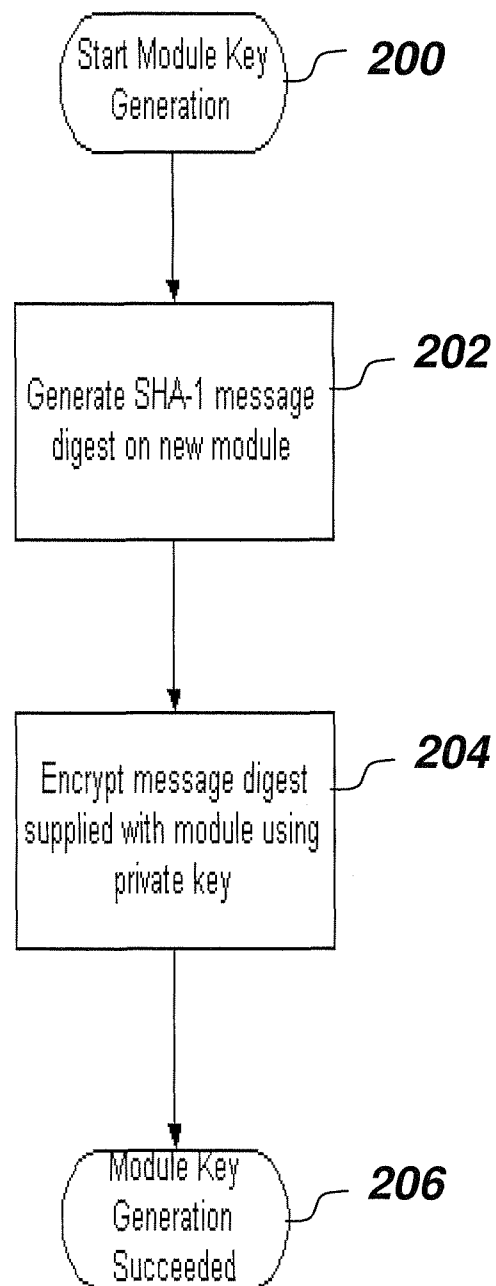 Start Module Key
Generation
200
Generate SHA-1 message
digest on new module
202
Encrypt message digest
supplied with module using
private key
204
Module Key
Generation
Succeeded
206